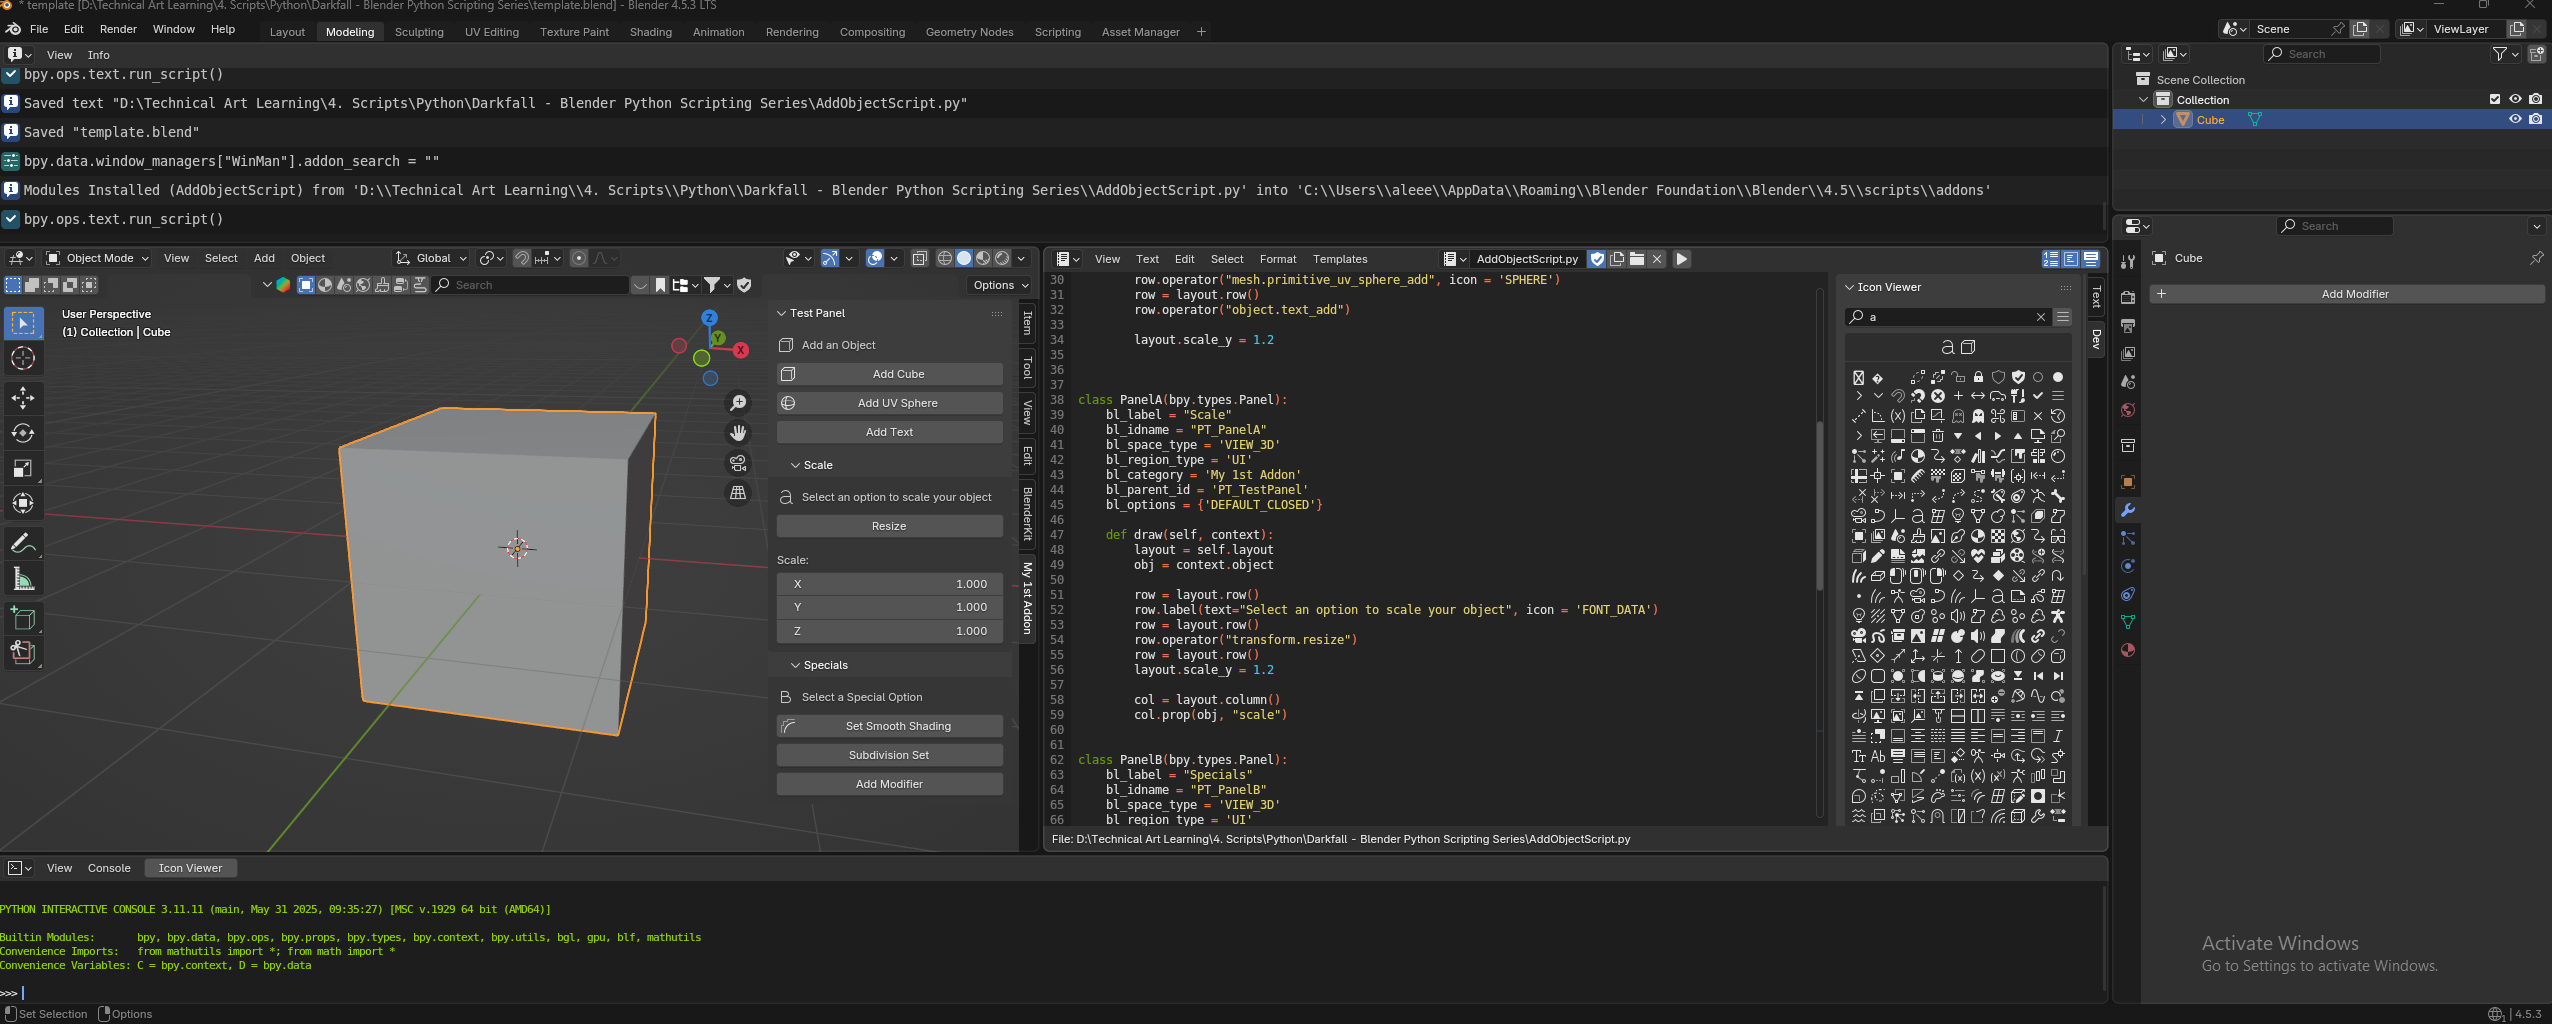 * template [D:\Technical Art Learning\4. Scripts\Python\Darkfall - Blender Python Scripting Series\template.blend] - Blender 4.5.3 LTS
File Edit Render Window Help Layout Modeling Sculpting UV Editing Texture Paint Shading Animation Rendering Compositing Geometry Nodes Scripting Asset Manager + Scene ViewLayer
View Info
bpy.ops.text.run_script()
Saved text "D:\Technical Art Learning\4. Scripts\Python\Darkfall - Blender Python Scripting Series\AddObjectScript.py"
Saved "template.blend"
bpy.data.window_managers["WinMan"].addon_search = ""
Modules Installed (AddObjectScript) from 'D:\\Technical Art Learning\\4. Scripts\\Python\\Darkfall - Blender Python Scripting Series\\AddObjectScript.py' into 'C:\\Users\\aleee\\AppData\\Roaming\\Blender Foundation\\Blender\\4.5\\scripts\\addons'
bpy.ops.text.run_script()
Search
Scene Collection
Collection
Cube
Search
Cube
+ Add Modifier
Object Mode View Select Add Object Global
Search
Options
User Perspective
(1) Collection | Cube
Z
Y
X
Test Panel
Add an Object
Add Cube
Add UV Sphere
Add Text
Scale
Select an option to scale your object
Resize
Scale:
X 1.000
Y 1.000
Z 1.000
Specials
Select a Special Option
Set Smooth Shading
Subdivision Set
Add Modifier
Item
Tool
View
Edit
BlenderKit
My 1st Addon
View Text Edit Select Format Templates AddObjectScript.py
30 row.operator("mesh.primitive_uv_sphere_add", icon = 'SPHERE')
31 row = layout.row()
32 row.operator("object.text_add")
33
34 layout.scale_y = 1.2
35
36
37
38 class PanelA(bpy.types.Panel):
39 bl_label = "Scale"
40 bl_idname = "PT_PanelA"
41 bl_space_type = 'VIEW_3D'
42 bl_region_type = 'UI'
43 bl_category = 'My 1st Addon'
44 bl_parent_id = 'PT_TestPanel'
45 bl_options = {'DEFAULT_CLOSED'}
46
47 def draw(self, context):
48 layout = self.layout
49 obj = context.object
50
51 row = layout.row()
52 row.label(text="Select an option to scale your object", icon = 'FONT_DATA')
53 row = layout.row()
54 row.operator("transform.resize")
55 row = layout.row()
56 layout.scale_y = 1.2
57
58 col = layout.column()
59 col.prop(obj, "scale")
60
61
62 class PanelB(bpy.types.Panel):
63 bl_label = "Specials"
64 bl_idname = "PT_PanelB"
65 bl_space_type = 'VIEW_3D'
66 bl_region_type = 'UI'
File: D:\Technical Art Learning\4. Scripts\Python\Darkfall - Blender Python Scripting Series\AddObjectScript.py
Icon Viewer
a
Text
Dev
View Console Icon Viewer
PYTHON INTERACTIVE CONSOLE 3.11.11 (main, May 31 2025, 09:35:27) [MSC v.1929 64 bit (AMD64)]
Builtin Modules: bpy, bpy.data, bpy.ops, bpy.props, bpy.types, bpy.context, bpy.utils, bgl, gpu, blf, mathutils
Convenience Imports: from mathutils import *; from math import *
Convenience Variables: C = bpy.context, D = bpy.data
>>>
Activate Windows
Go to Settings to activate Windows.
Set Selection Options
4.5.3